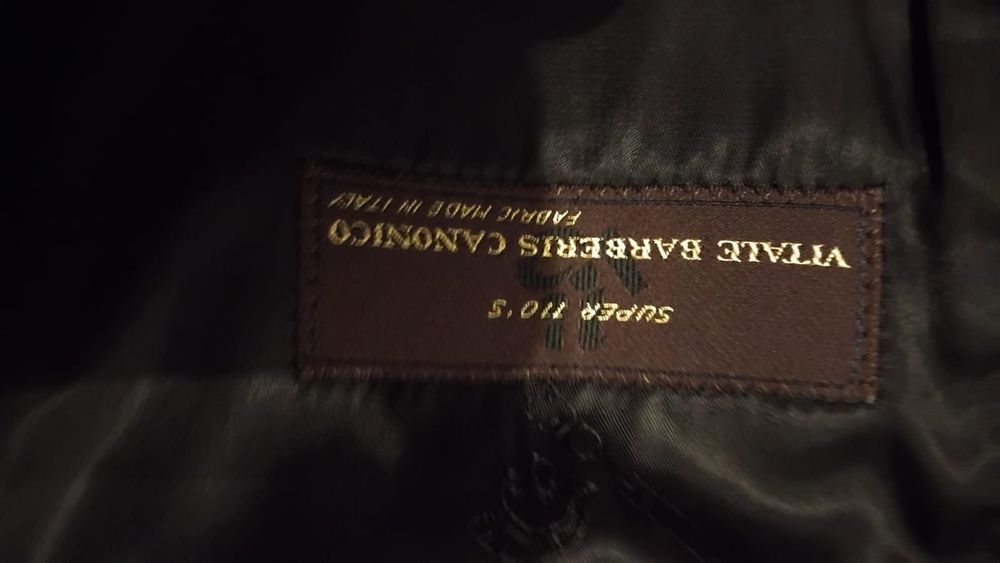 SUPER 110'S
VITALE BARBERIS CANONICO
FABRIC MADE IN ITALY